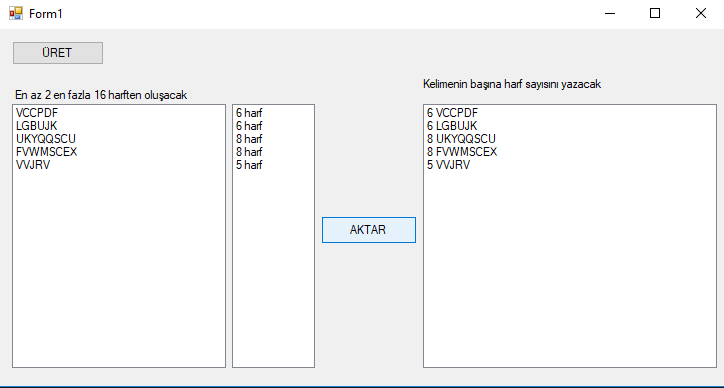 Form1
ÜRET
En az 2 en fazla 16 harften oluşacak
Kelimenin başına harf sayısını yazacak
VCCPDF
LGBUJK
UKYQQSCU
FVWMSCEX
VVJRV
6 harf
6 harf
8 harf
8 harf
5 harf
AKTAR
6 VCCPDF
6 LGBUJK
8 UKYQQSCU
8 FVWMSCEX
5 VVJRV